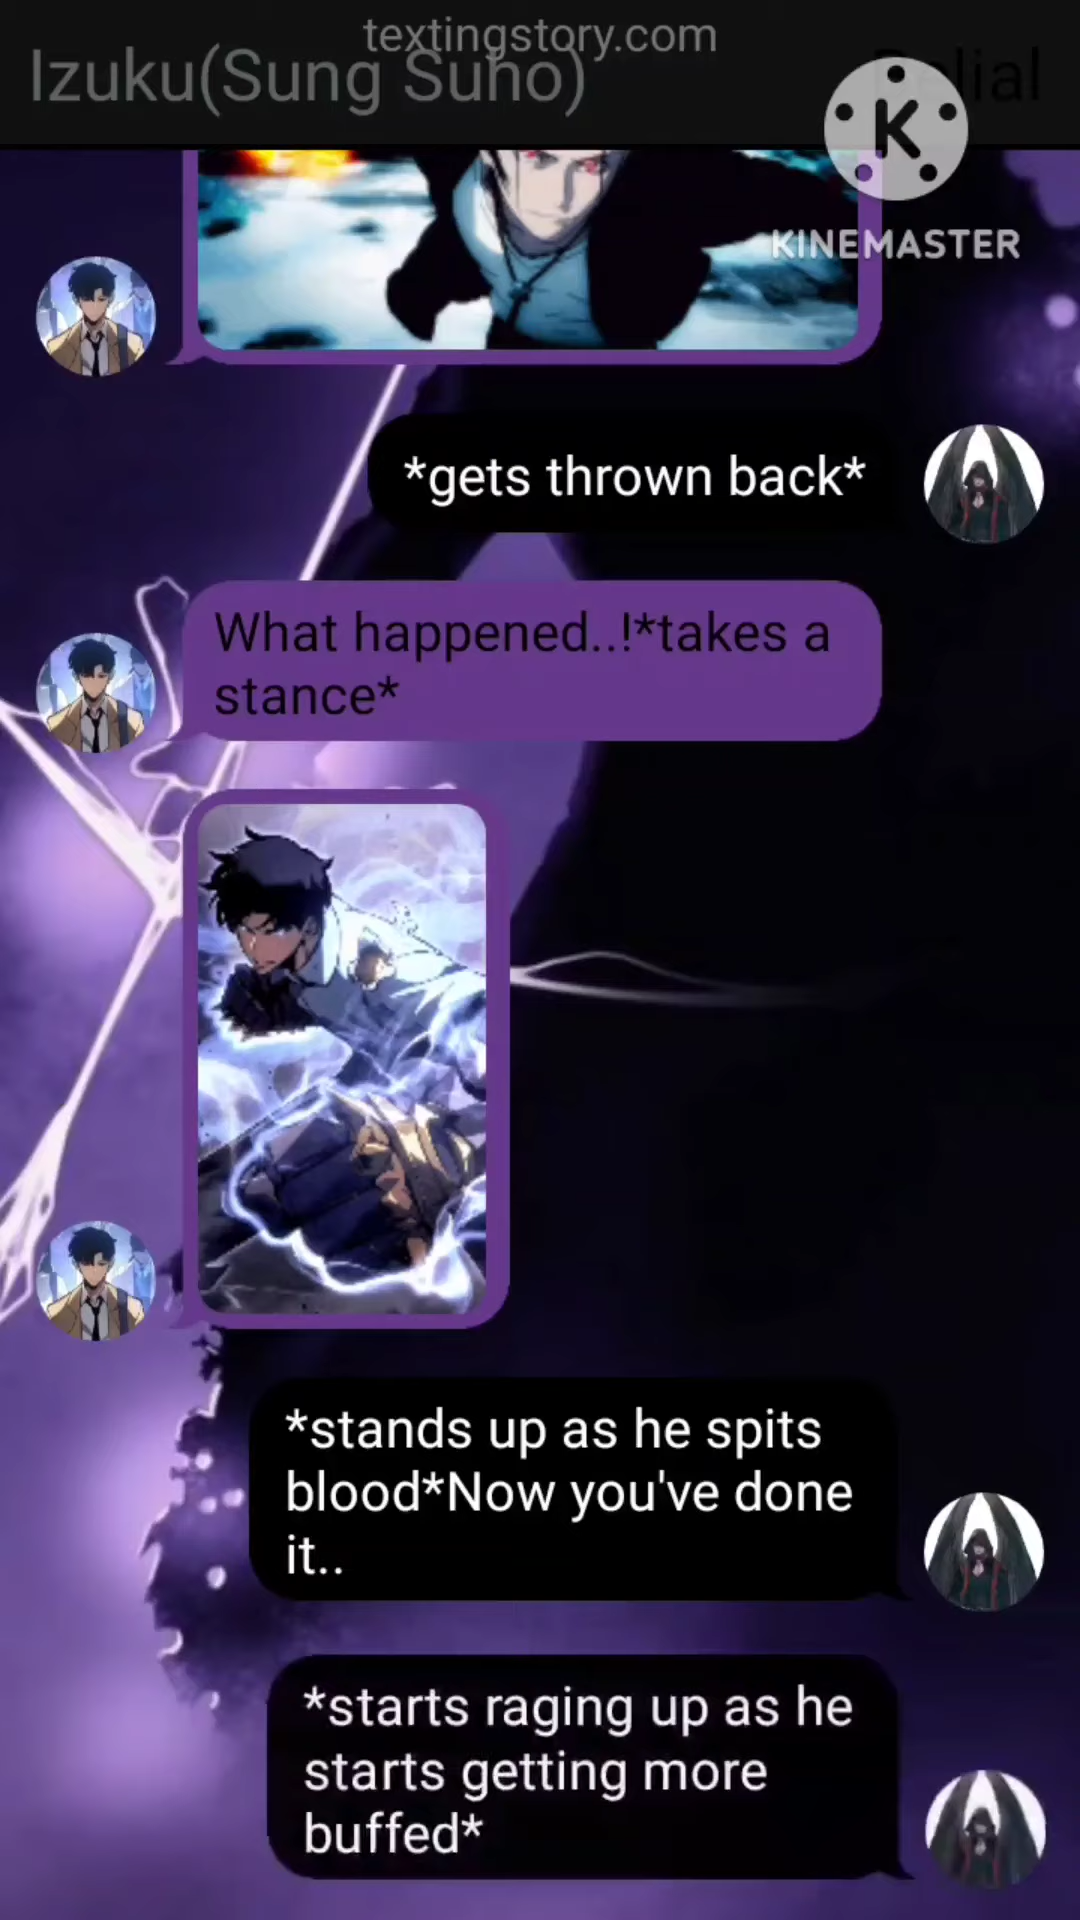 textingstory.com
Izuku(Sung Suho)
Belial
K
KINEMASTER
*gets thrown back*
What happened..!*takes a
stance*
*stands up as he spits
blood*Now you've done
it..
*starts raging up as he
starts getting more
buffed*